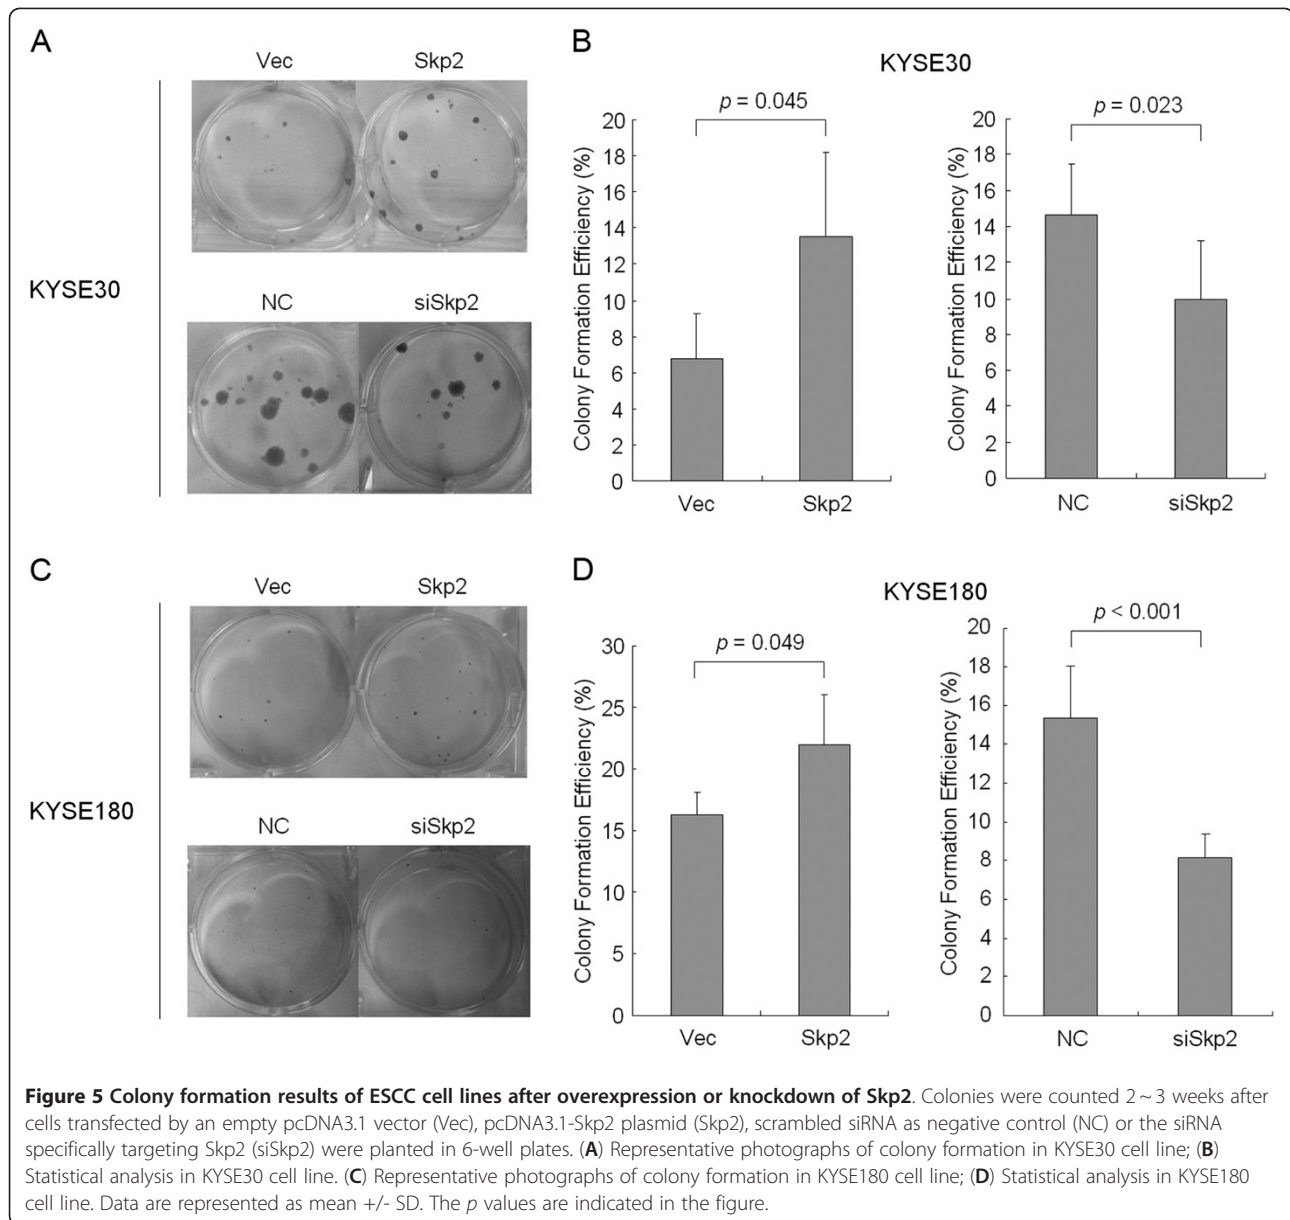 A
Vec Skp2
KYSE30
NC siSkp2
B
KYSE30
p = 0.045
Colony Formation Efficiency (%)
20
18
16
14
12
10
8
6
4
2
0
Vec Skp2
p = 0.023
Colony Formation Efficiency (%)
20
18
16
14
12
10
8
6
4
2
0
NC siSkp2
C
Vec Skp2
KYSE180
NC siSkp2
D
KYSE180
p = 0.049
Colony Formation Efficiency (%)
30
25
20
15
10
5
0
Vec Skp2
p < 0.001
Colony Formation Efficiency (%)
20
18
16
14
12
10
8
6
4
2
0
NC siSkp2
Figure 5 Colony formation results of ESCC cell lines after overexpression or knockdown of Skp2. Colonies were counted 2 ~ 3 weeks after
cells transfected by an empty pcDNA3.1 vector (Vec), pcDNA3.1-Skp2 plasmid (Skp2), scrambled siRNA as negative control (NC) or the siRNA
specifically targeting Skp2 (siSkp2) were planted in 6-well plates. (A) Representative photographs of colony formation in KYSE30 cell line; (B)
Statistical analysis in KYSE30 cell line. (C) Representative photographs of colony formation in KYSE180 cell line; (D) Statistical analysis in KYSE180
cell line. Data are represented as mean +/- SD. The p values are indicated in the figure.